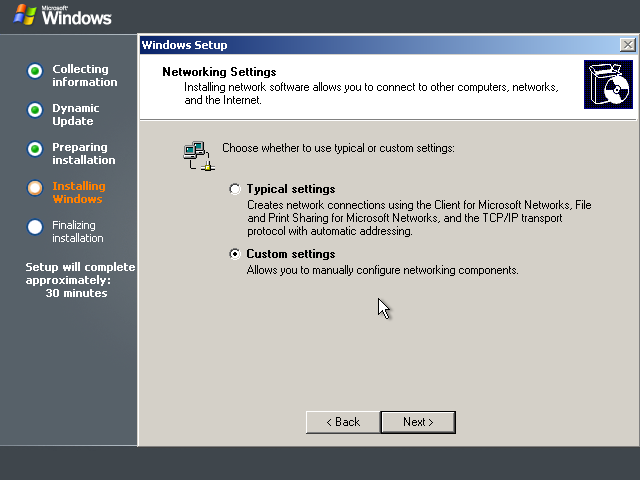 Microsoft
Windows
Collecting
information
Dynamic
Update
Preparing
installation
Installing
Windows
Finalizing
installation
Setup will complete
approximately:
30 minutes
Windows Setup
Networking Settings
Installing network software allows you to connect to other computers, networks,
and the Internet.
Choose whether to use typical or custom settings:
Typical settings
Creates network connections using the Client for Microsoft Networks, File
and Print Sharing for Microsoft Networks, and the TCP/IP transport
protocol with automatic addressing.
Custom settings
Allows you to manually configure networking components.
< Back
Next >